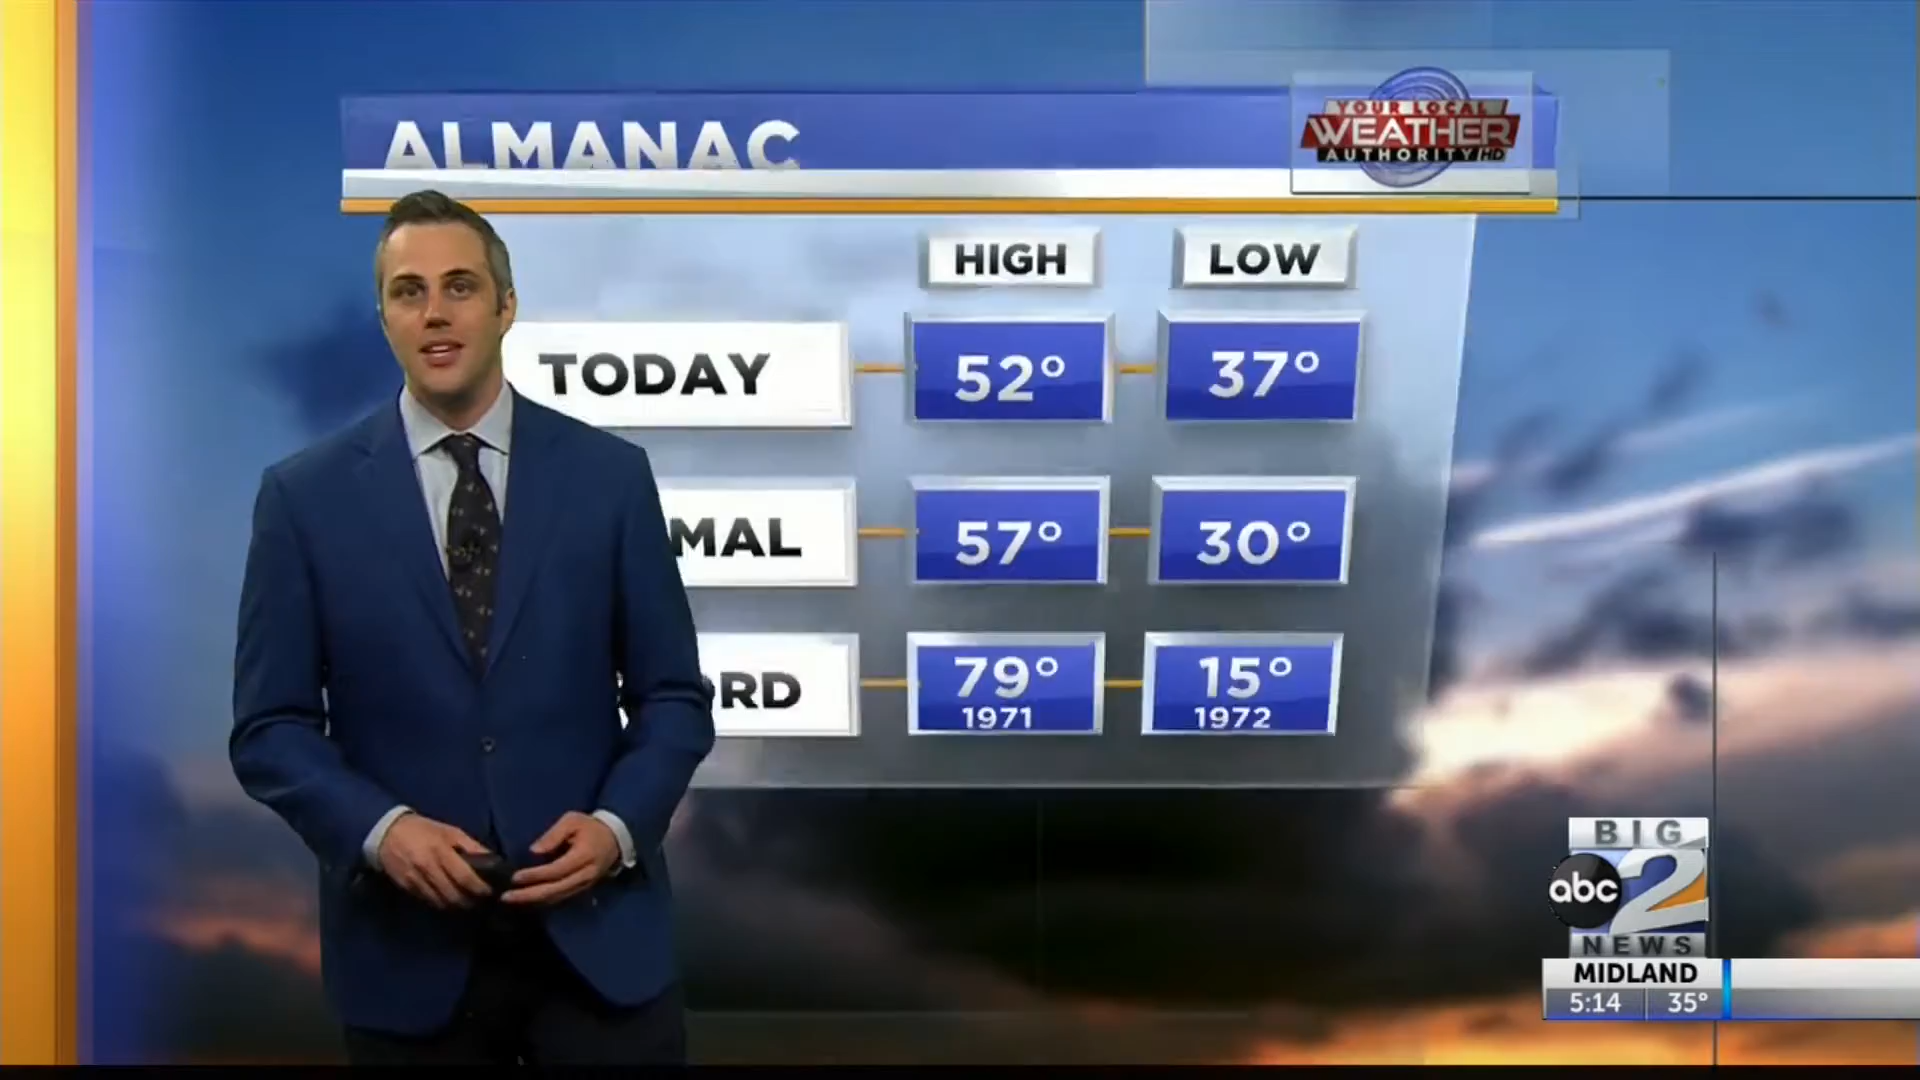 ALMANAC
YOUR LOCAL
WEATHER
AUTHORITY HD
HIGH LOW
TODAY 52° 37°
MAL 57° 30°
ORD 79° 15°
1971 1972
BIG
abc 2
NEWS
MIDLAND
5:14 35°